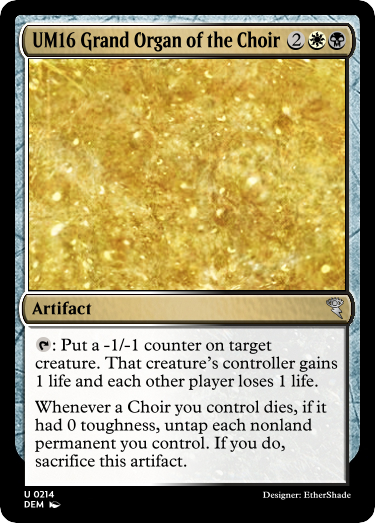 UM16 Grand Organ of the Choir 2
Artifact
: Put a -1/-1 counter on target
creature. That creature's controller gains
1 life and each other player loses 1 life.
Whenever a Choir you control dies, if it
had 0 toughness, untap each nonland
permanent you control. If you do,
sacrifice this artifact.
U 0214
DEM
Designer: EtherShade